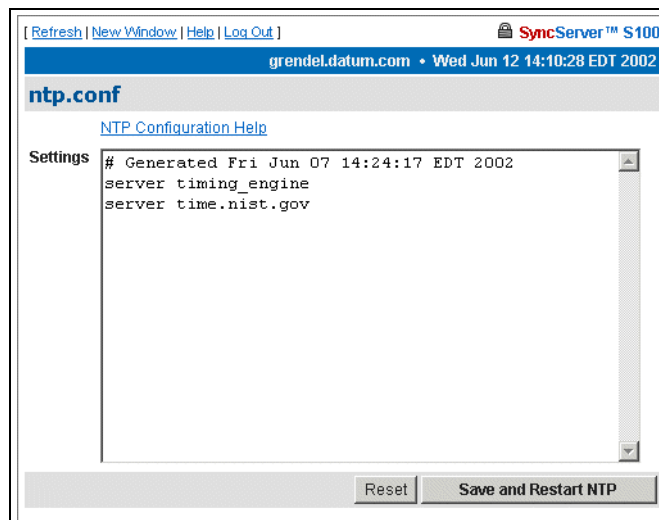 [ Refresh | New Window | Help | Log Out ] SyncServer™ S100
grendel.datum.com • Wed Jun 12 14:10:28 EDT 2002
ntp.conf
NTP Configuration Help
Settings
# Generated Fri Jun 07 14:24:17 EDT 2002
server timing_engine
server time.nist.gov
Reset Save and Restart NTP